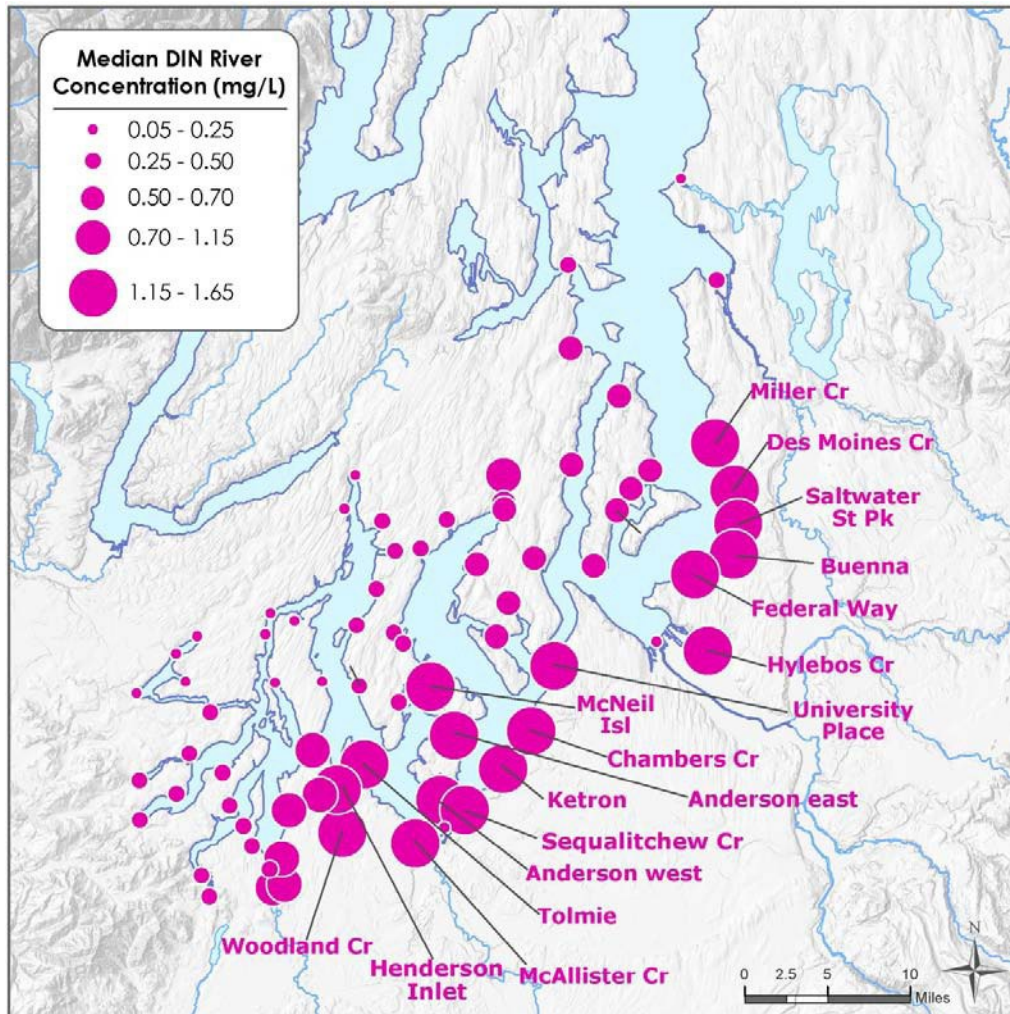 Median DIN River
Concentration (mg/L)
0.05 - 0.25
0.25 - 0.50
0.50 - 0.70
0.70 - 1.15
1.15 - 1.65
Miller Cr
Des Moines Cr
Saltwater
St Pk
Buenna
Federal Way
Hylebos Cr
University
Place
McNeil
Isl
Chambers Cr
Anderson east
Ketron
Sequalitchew Cr
Anderson west
Tolmie
McAllister Cr
Henderson
Inlet
Woodland Cr
N
0 2.5 5 10
Miles